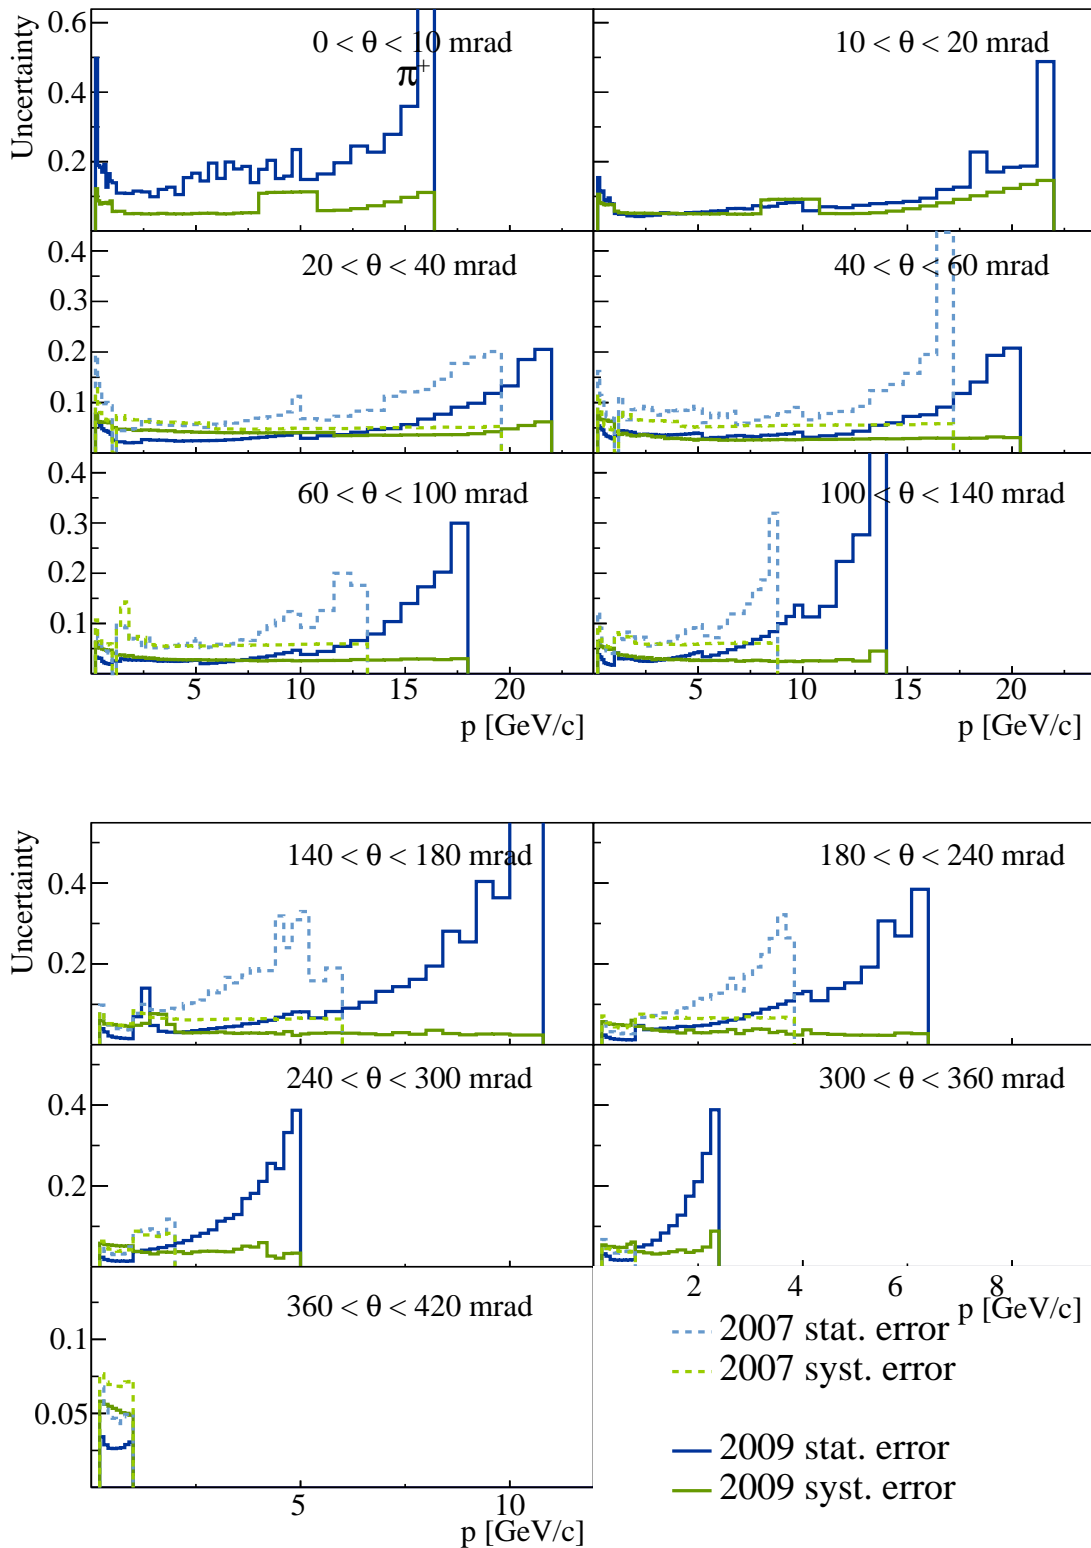 Uncertainty
0.6
0.4
0.2
0 < θ < 10 mrad
π+
10 < θ < 20 mrad
0.4
0.3
0.2
0.1
20 < θ < 40 mrad
40 < θ < 60 mrad
0.4
0.3
0.2
0.1
60 < θ < 100 mrad
100 < θ < 140 mrad
5 10 15 20
5 10 15 20
p [GeV/c]
p [GeV/c]
Uncertainty
0.4
0.2
140 < θ < 180 mrad
180 < θ < 240 mrad
0.4
0.2
240 < θ < 300 mrad
300 < θ < 360 mrad
2 4 6 8
p [GeV/c]
0.1
0.05
360 < θ < 420 mrad
5 10
p [GeV/c]
2007 stat. error
2007 syst. error
2009 stat. error
2009 syst. error